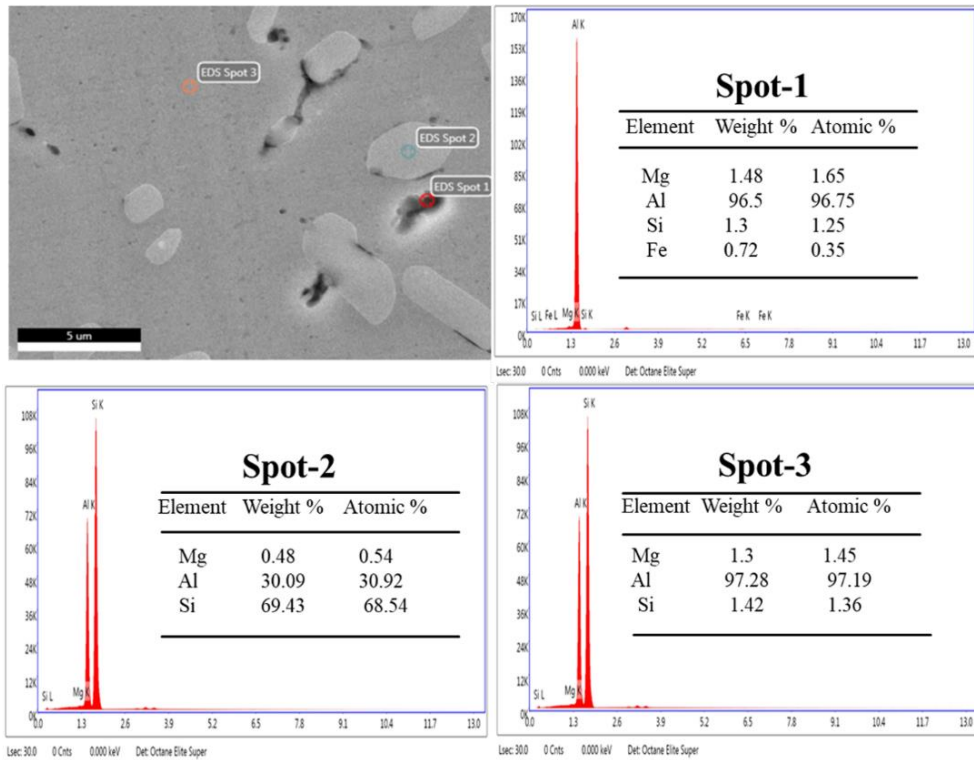 EDS Spot 3
EDS Spot 2
EDS Spot 1
5 um
170K
153K
136K
119K
102K
85K
68K
51K
34K
17K
0K
Al K
Spot-1
Element Weight % Atomic %
Mg 1.48 1.65
Al 96.5 96.75
Si 1.3 1.25
Fe 0.72 0.35
Si L Fe L Mg K Si K Fe K Fe K
0.0 1.3 2.6 3.9 5.2 6.5 7.8 9.1 10.4 11.7 13.0
Lsec: 30.0 0 Cnts 0.000 keV Det: Octane Elite Super
108K
96K
84K
72K
60K
48K
36K
24K
12K
0K
Si K
Al K
Spot-2
Element Weight % Atomic %
Mg 0.48 0.54
Al 30.09 30.92
Si 69.43 68.54
Si L Mg K
0.0 1.3 2.6 3.9 5.2 6.5 7.8 9.1 10.4 11.7 13.0
Lsec: 30.0 0 Cnts 0.000 keV Det: Octane Elite Super
108K
96K
84K
72K
60K
48K
36K
24K
12K
0K
Si K
Al K
Spot-3
Element Weight % Atomic %
Mg 1.3 1.45
Al 97.28 97.19
Si 1.42 1.36
Si L Mg K
0.0 1.3 2.6 3.9 5.2 6.5 7.8 9.1 10.4 11.7 13.0
Lsec: 30.0 0 Cnts 0.000 keV Det: Octane Elite Super